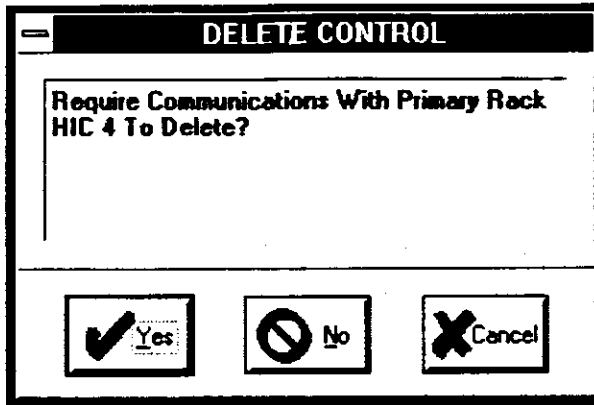 DELETE CONTROL
Require Communications With Primary Rack
HIC 4 To Delete?
Yes
No
Cancel